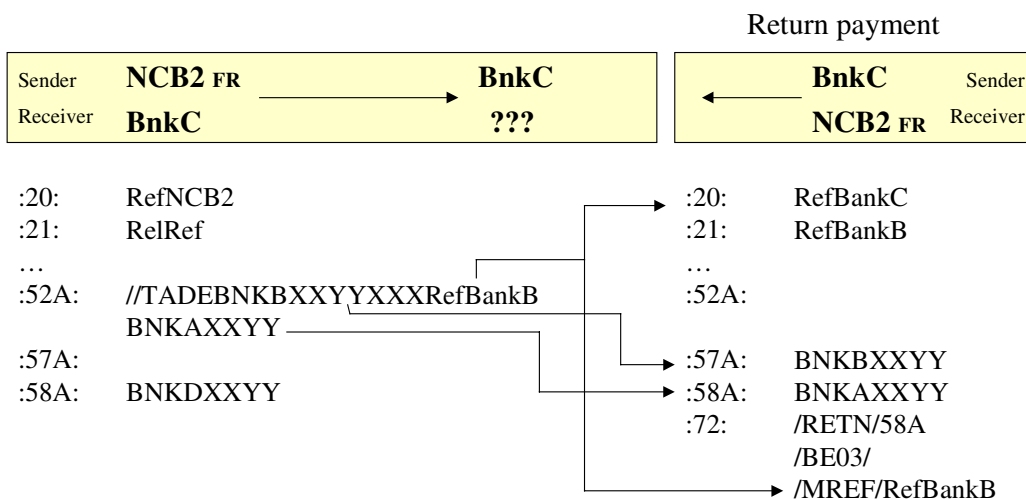 Return payment
Sender NCB2 FR BnkC
Receiver BnkC ???
BnkC Sender
NCB2 FR Receiver
:20: RefNCB2
:21: RelRef
…
:52A: //TADEBNKBXXYYXXXRefBankB
BNKAXXYY
:57A:
:58A: BNKDXXYY
:20: RefBankC
:21: RefBankB
…
:52A:
:57A: BNKBXXYY
:58A: BNKAXXYY
:72: /RETN/58A
/BE03/
/MREF/RefBankB